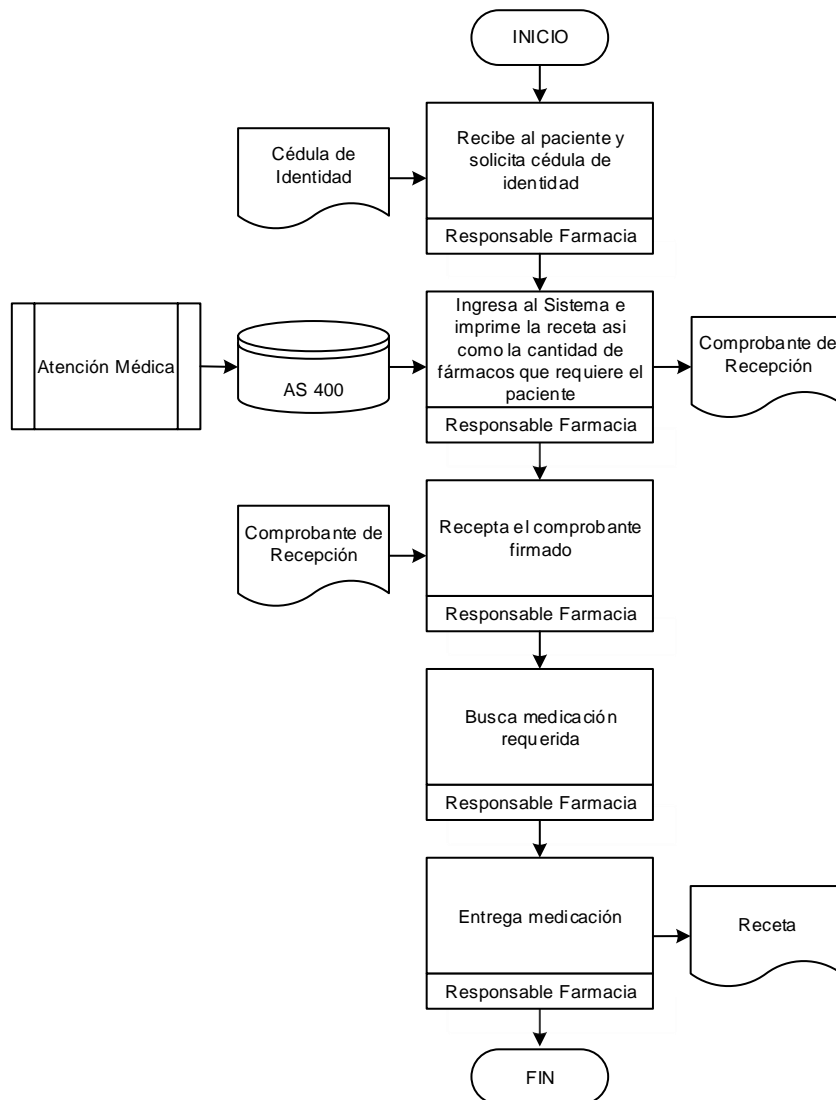 INICIO
Cédula de
Identidad
Recibe al paciente y
solicita cédula de
identidad
Responsable Farmacia
Atención Médica
AS 400
Ingresa al Sistema e
imprime la receta asi
como la cantidad de
fármacos que requiere el
paciente
Responsable Farmacia
Comprobante de
Recepción
Comprobante de
Recepción
Recepta el comprobante
firmado
Responsable Farmacia
Busca medicación
requerida
Responsable Farmacia
Entrega medicación
Responsable Farmacia
Receta
FIN